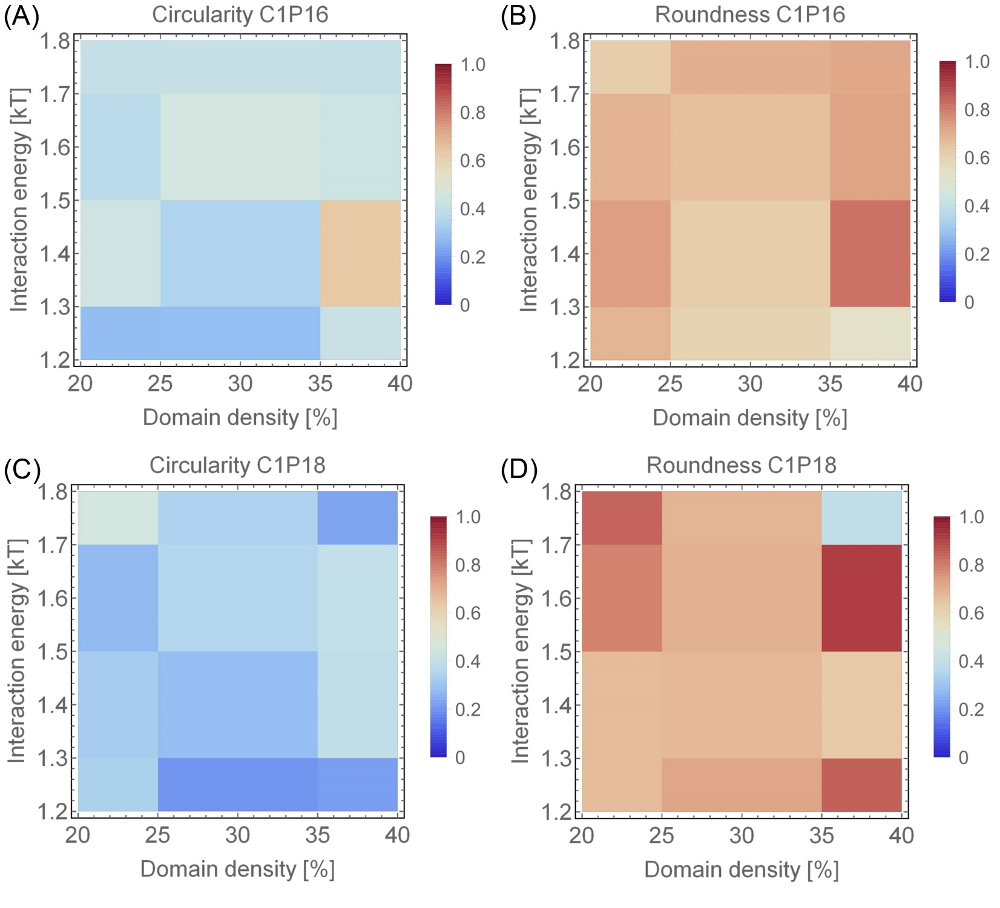 (A)
Circularity C1P16
Interaction energy [kT]
1.8
1.7
1.6
1.5
1.4
1.3
1.2
20 25 30 35 40
Domain density [%]
1.0
0.8
0.6
0.4
0.2
0
(B)
Roundness C1P16
Interaction energy [kT]
1.8
1.7
1.6
1.5
1.4
1.3
1.2
20 25 30 35 40
Domain density [%]
1.0
0.8
0.6
0.4
0.2
0
(C)
Circularity C1P18
Interaction energy [kT]
1.8
1.7
1.6
1.5
1.4
1.3
1.2
20 25 30 35 40
Domain density [%]
1.0
0.8
0.6
0.4
0.2
0
(D)
Roundness C1P18
Interaction energy [kT]
1.8
1.7
1.6
1.5
1.4
1.3
1.2
20 25 30 35 40
Domain density [%]
1.0
0.8
0.6
0.4
0.2
0